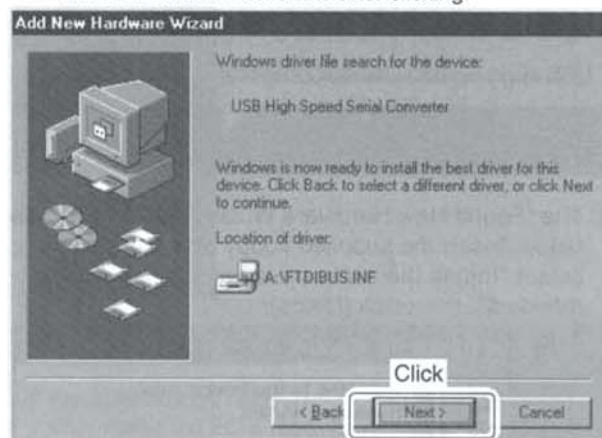 Add New Hardware Wizard
Windows driver file search for the device:
USB High Speed Serial Converter
Windows is now ready to install the best driver for this
device. Click Back to select a different driver, or click Next
to continue.
Location of driver:
A:\FTDIBUS.INF
Click
< Back
Next >
Cancel